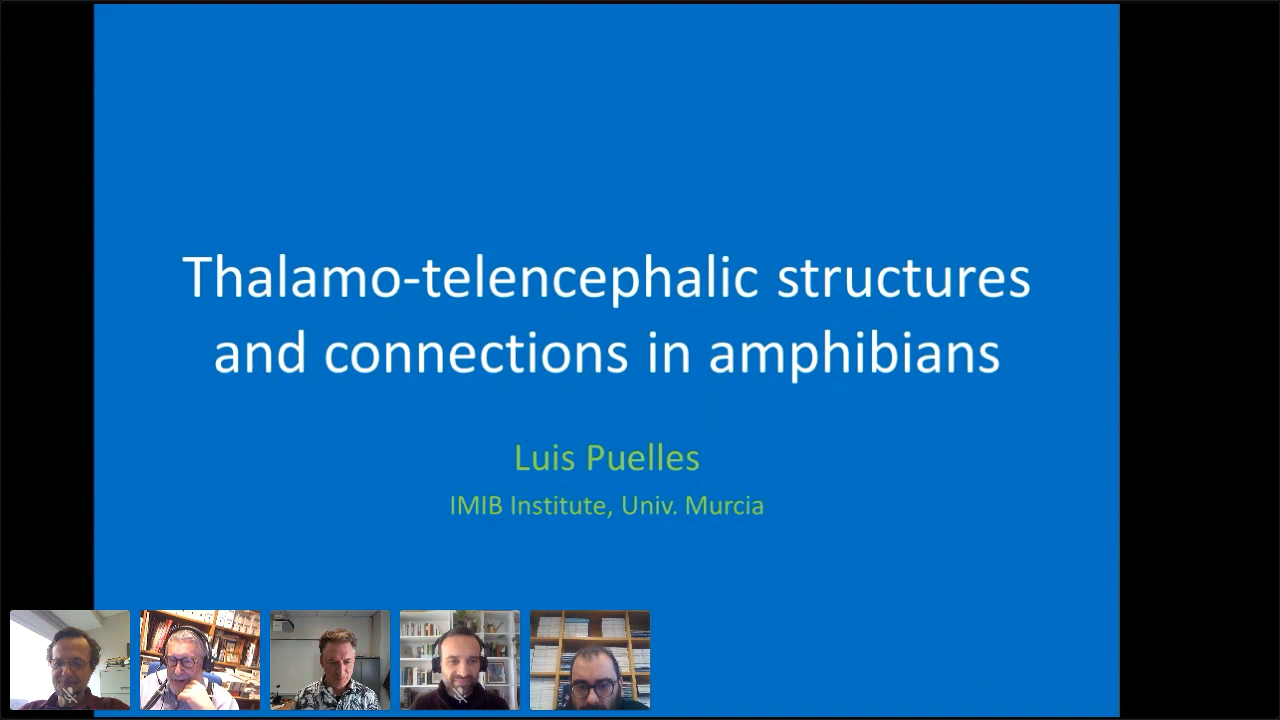 Thalamo-telencephalic structures
and connections in amphibians
Luis Puelles
IMIB Institute, Univ. Murcia